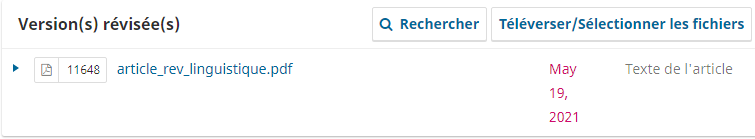 Version(s) révisée(s) Rechercher Téléverser/Sélectionner les fichiers
11648 article_rev_linguistique.pdf May Texte de l'article
19,
2021